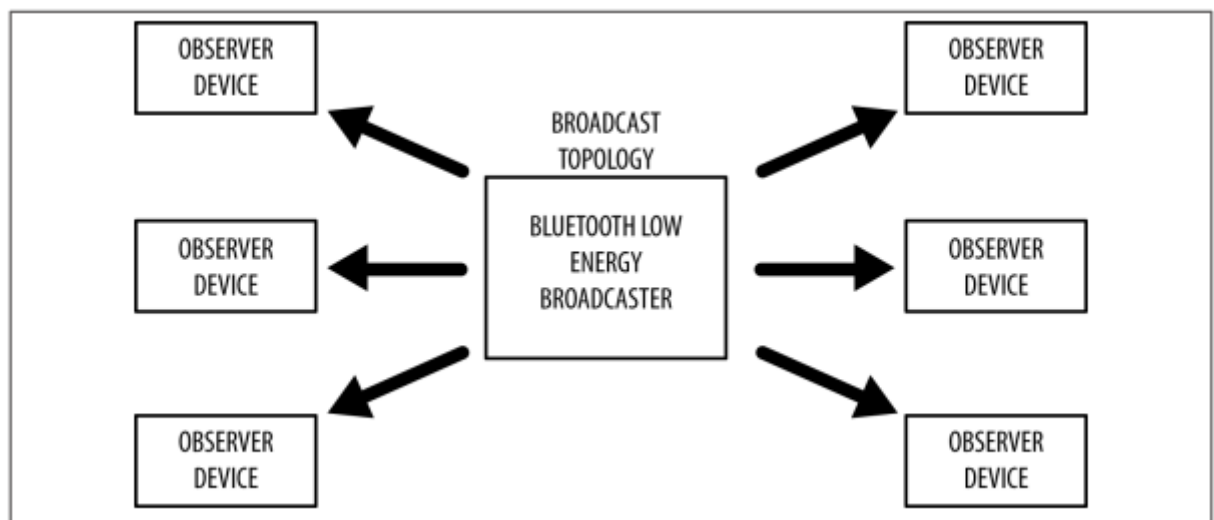 OBSERVER
DEVICE
OBSERVER
DEVICE
BROADCAST
TOPOLOGY
OBSERVER
DEVICE
BLUETOOTH LOW
ENERGY
BROADCASTER
OBSERVER
DEVICE
OBSERVER
DEVICE
OBSERVER
DEVICE